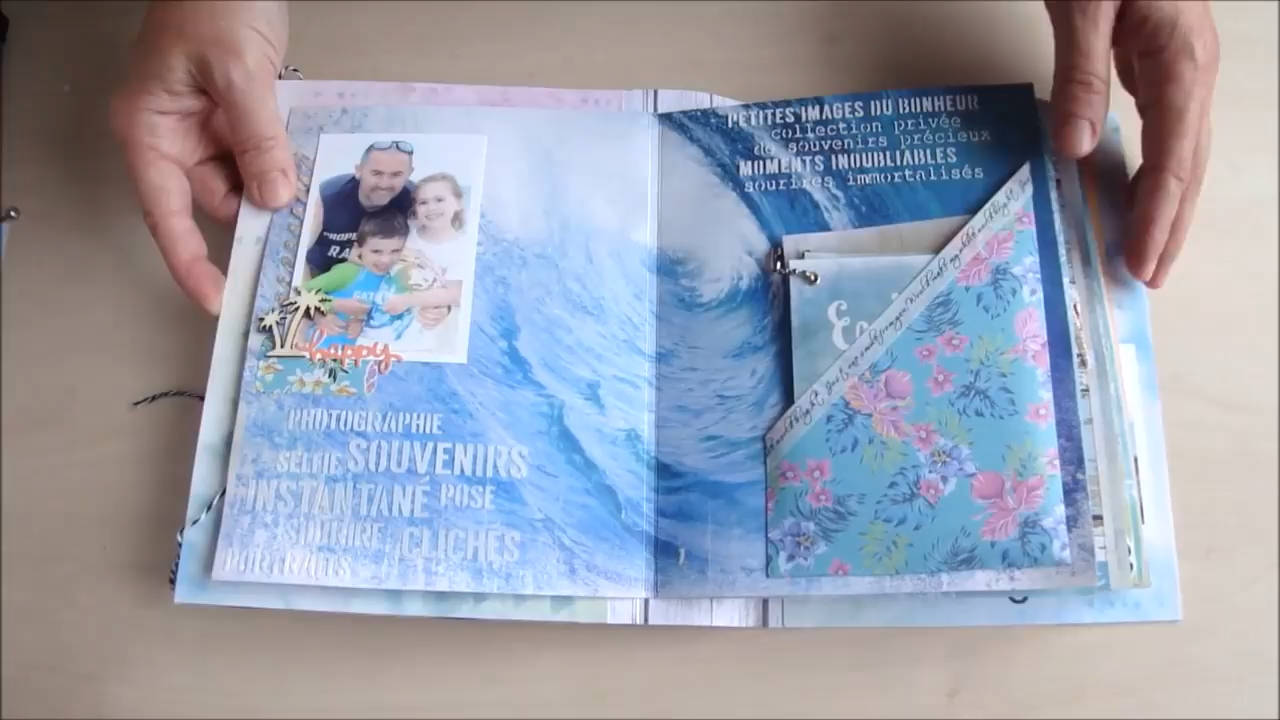 happy
PHOTOGRAPHIE
SELFIE SOUVENIRS
INSTANTANÉ POSE
SOURIRE CLICHÉS
PORTRAITS
PETITES IMAGES DU BONHEUR
collection privée
de souvenirs précieux
MOMENTS INOUBLIABLES
sourires immortalisés